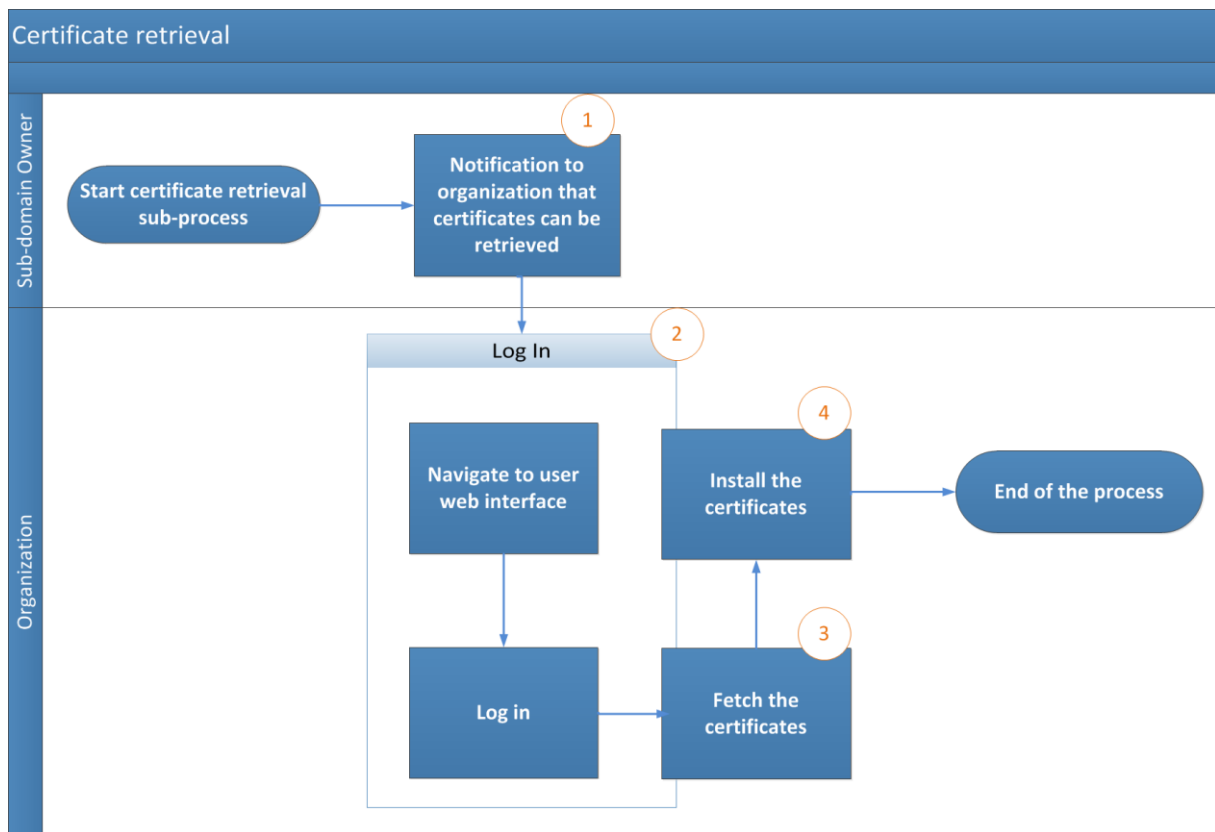 Certificate retrieval
Sub-domain Owner
1
Start certificate retrieval
sub-process
Notification to
organization that
certificates can be
retrieved
Organization
2
Log In
Navigate to user
web interface
Log in
3
Fetch the
certificates
4
Install the
certificates
End of the process